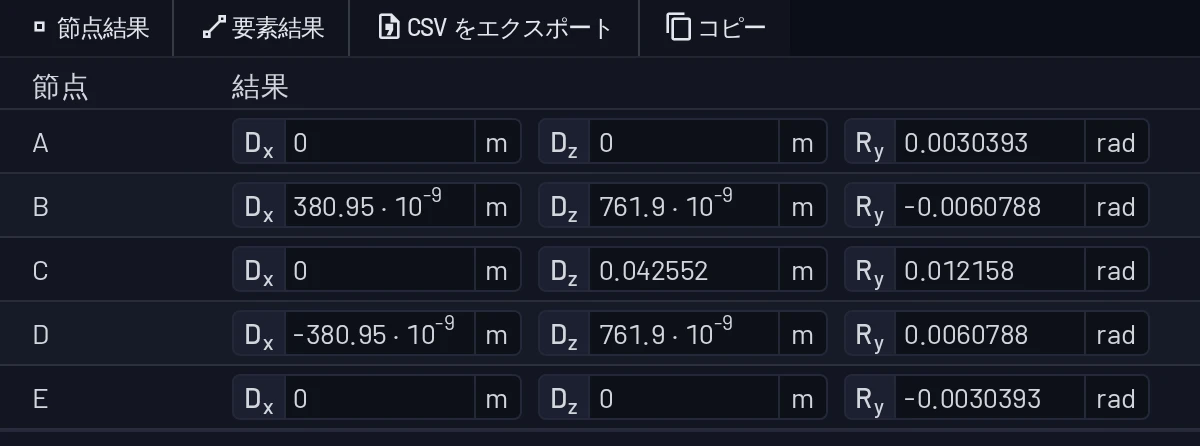 節点結果 要素結果 CSV をエクスポート コピー
節点 結果
A Dx 0 m Dz 0 m Ry 0.0030393 rad
B Dx 380.95 · 10⁻⁹ m Dz 761.9 · 10⁻⁹ m Ry -0.0060788 rad
C Dx 0 m Dz 0.042552 m Ry 0.012158 rad
D Dx -380.95 · 10⁻⁹ m Dz 761.9 · 10⁻⁹ m Ry 0.0060788 rad
E Dx 0 m Dz 0 m Ry -0.0030393 rad